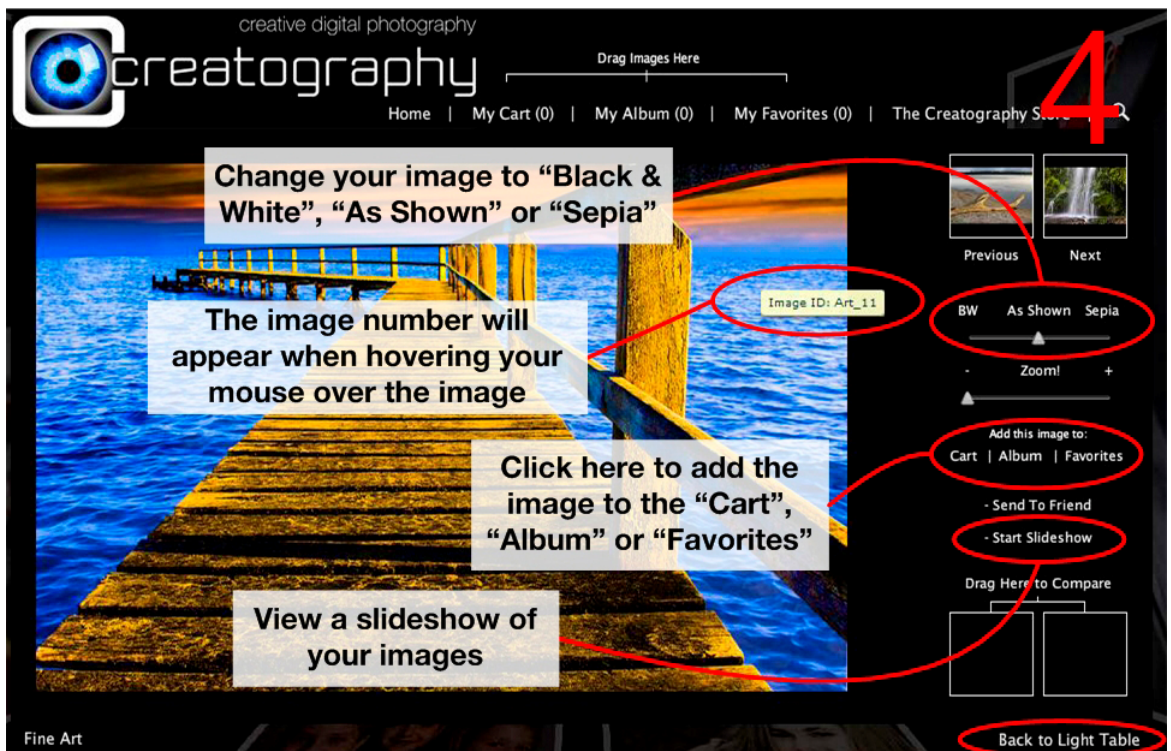 creative digital photography
creatography
Drag Images Here
4
Home | My Cart (0) | My Album (0) | My Favorites (0) | The Creatography Store |
Change your image to “Black &
White”, “As Shown” or “Sepia”
Previous Next
Image ID: Art_11
BW As Shown Sepia
The image number will
appear when hovering your
mouse over the image
- Zoom! +
Add this image to:
Cart | Album | Favorites
Click here to add the
image to the “Cart”,
“Album” or “Favorites”
- Send To Friend
- Start Slideshow
Drag Here to Compare
View a slideshow of
your images
Fine Art
Back to Light Table